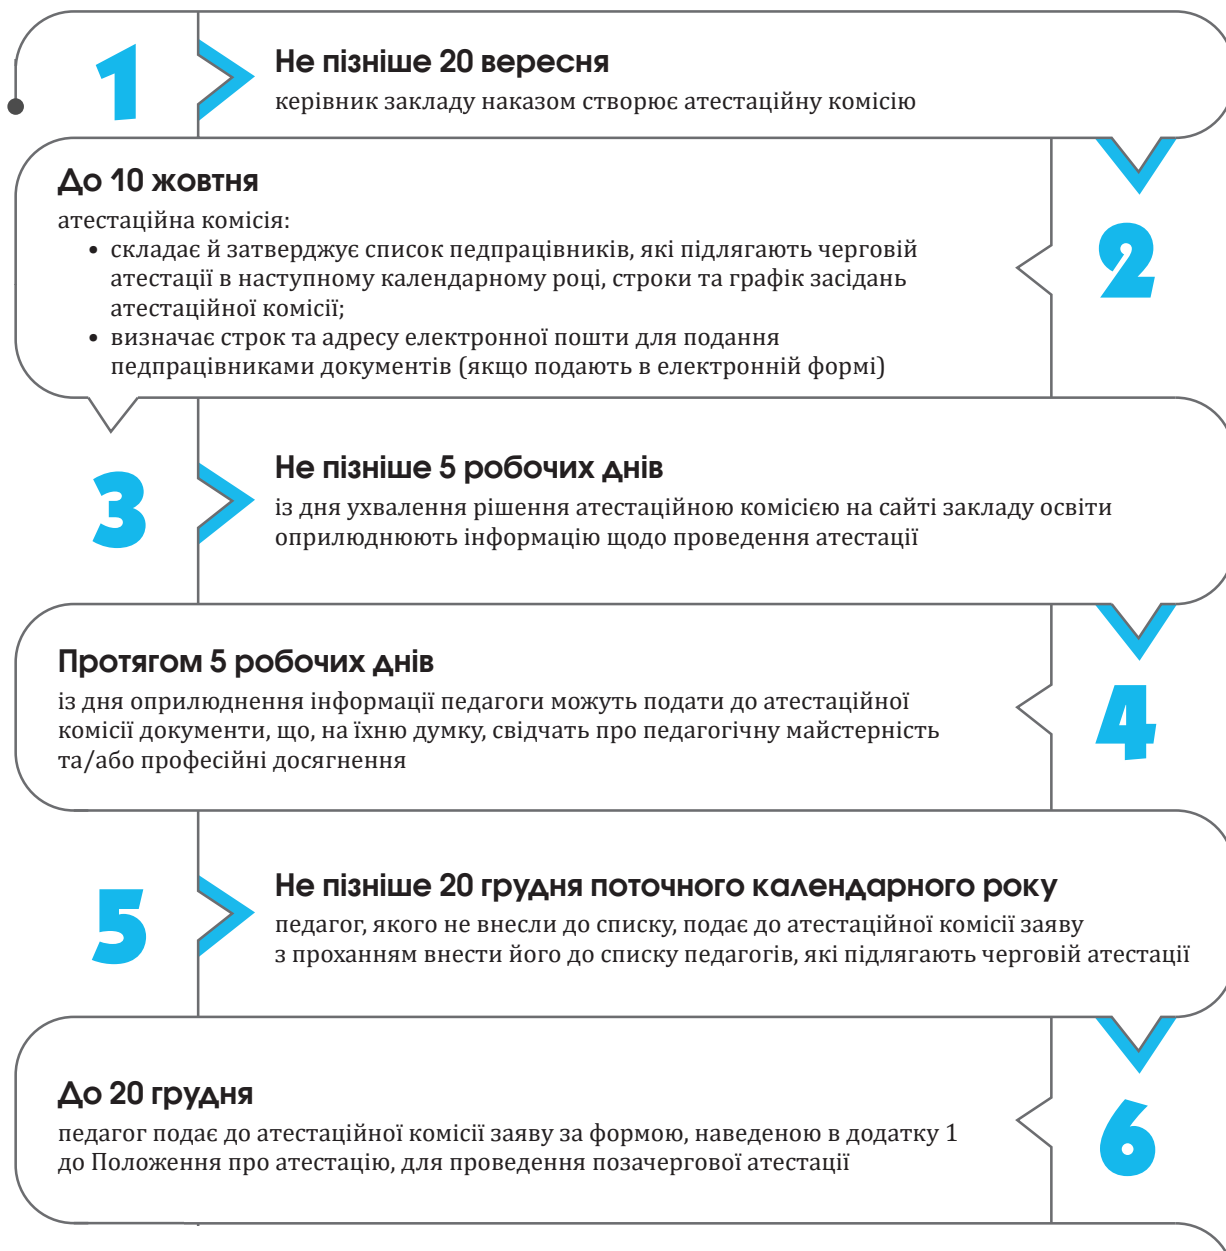 1
Не пізніше 20 вересня
керівник закладу наказом створює атестаційну комісію
До 10 жовтня
атестаційна комісія:
• складає й затверджує список педпрацівників, які підлягають черговій
атестації в наступному календарному році, строки та графік засідань
атестаційної комісії;
• визначає строк та адресу електронної пошти для подання
педпрацівниками документів (якщо подають в електронній формі)
2
3
Не пізніше 5 робочих днів
із дня ухвалення рішення атестаційною комісією на сайті закладу освіти
оприлюднюють інформацію щодо проведення атестації
Протягом 5 робочих днів
із дня оприлюднення інформації педагоги можуть подати до атестаційної
комісії документи, що, на їхню думку, свідчать про педагогічну майстерність
та/або професійні досягнення
4
5
Не пізніше 20 грудня поточного календарного року
педагог, якого не внесли до списку, подає до атестаційної комісії заяву
з проханням внести його до списку педагогів, які підлягають черговій атестації
До 20 грудня
педагог подає до атестаційної комісії заяву за формою, наведеною в додатку 1
до Положення про атестацію, для проведення позачергової атестації
6